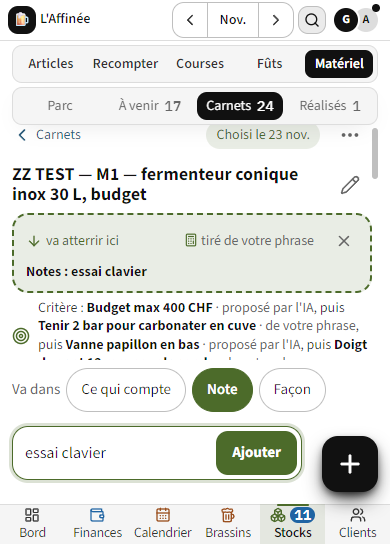 L'Affinée
Nov.
G
A
Articles
Recompter
Courses
Fûts
Matériel
Parc
À venir 17
Carnets 24
Réalisés 1
Carnets
Choisi le 23 nov.
ZZ TEST — M1 — fermenteur conique
inox 30 L, budget
va atterrir ici
tiré de votre phrase
Notes : essai clavier
Critère : Budget max 400 CHF · proposé par l'IA, puis
Tenir 2 bar pour carbonater en cuve · de votre phrase,
puis Vanne papillon en bas · proposé par l'IA, puis Doigt
Va dans
Ce qui compte
Note
Façon
essai clavier
Ajouter
Bord
Finances
Calendrier
Brassins
11
Stocks
Clients